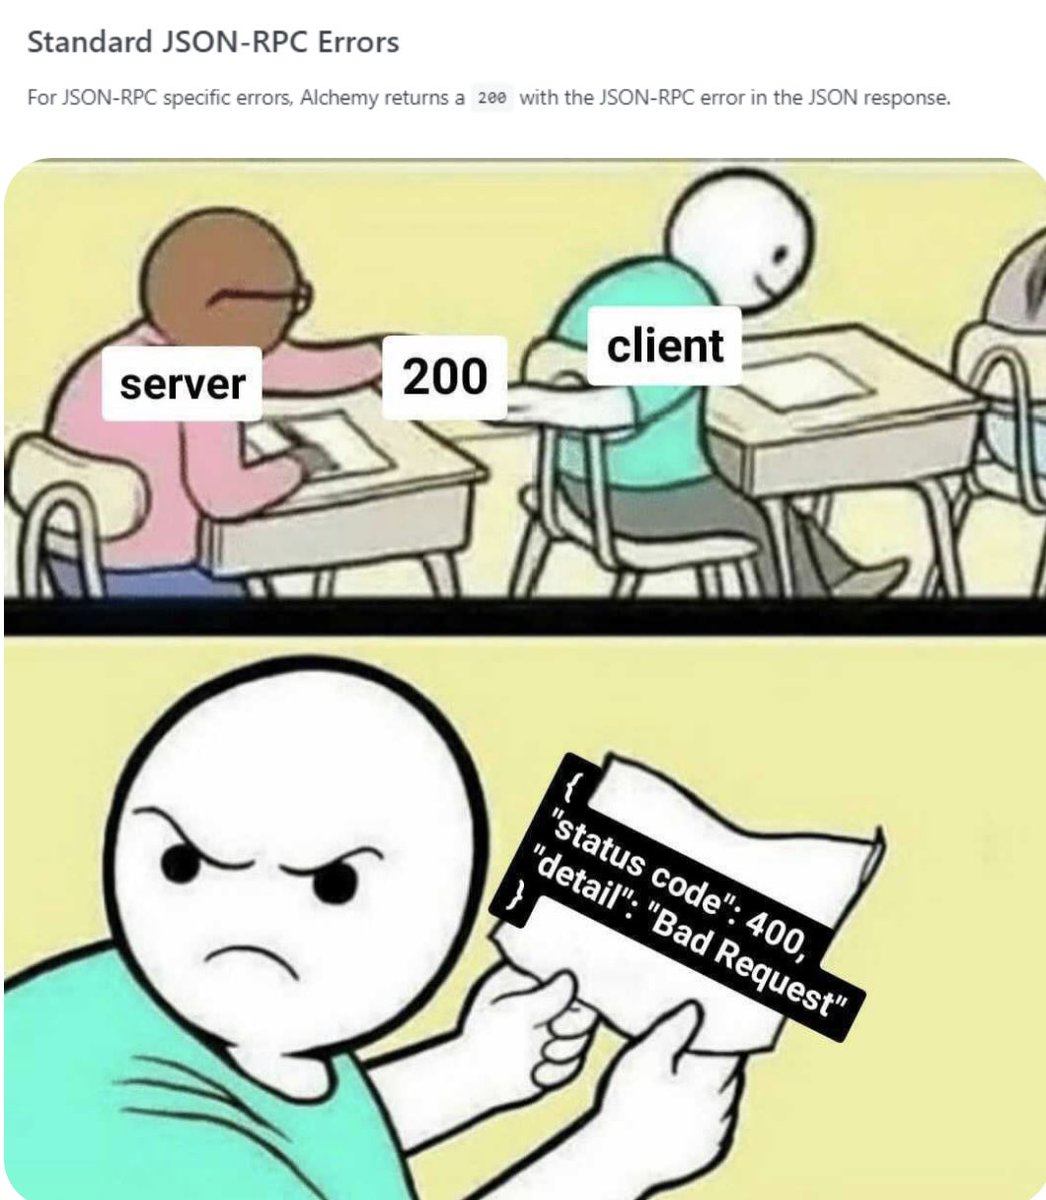 Standard JSON-RPC Errors
For JSON-RPC specific errors, Alchemy returns a 200 with the JSON-RPC error in the JSON response.
server
200
client
{
"status code": 400,
"detail": "Bad Request"
}